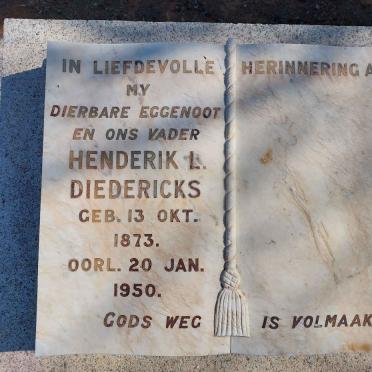 IN LIEFDEVOLLE HERINNERING A
MY
DIERBARE EGGENOOT
EN ONS VADER
HENDERIK L.
DIEDERICKS
GEB. 13 OKT.
1873.
OORL. 20 JAN.
1950.
GODS WEG IS VOLMAAK